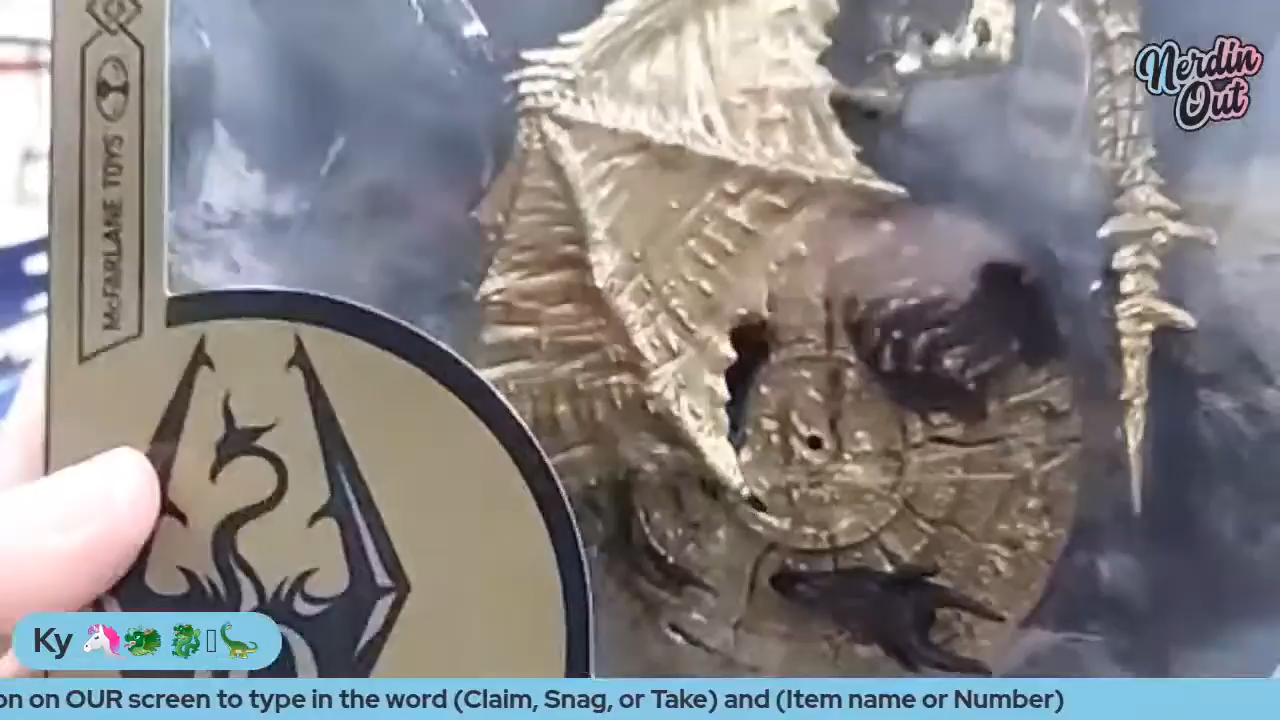 Nerdin
Out
McFARLANE TOYS
Ky
on on OUR screen to type in the word (Claim, Snag, or Take) and (Item name or Number)